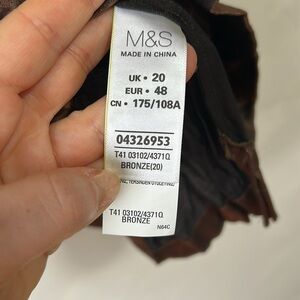 M&S
MADE IN CHINA
UK • 20
EUR • 48
CN • 175/108A
04326953
T41 03102/4371Q
BRONZE(20)
T41 03102/4371Q
BRONZE
N64C